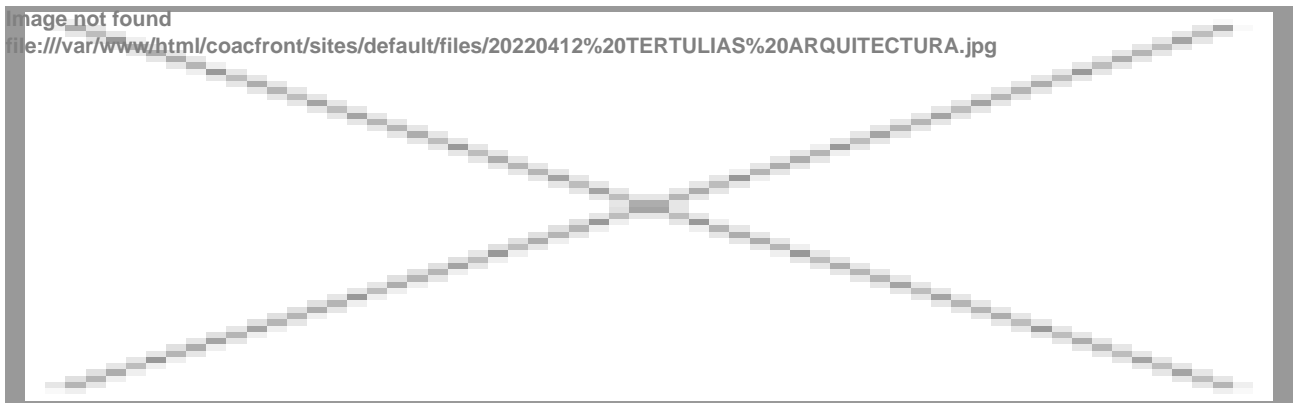 Image not found
file:///var/www/html/coacfront/sites/default/files/20220412%20TERTULIAS%20ARQUITECTURA.jpg